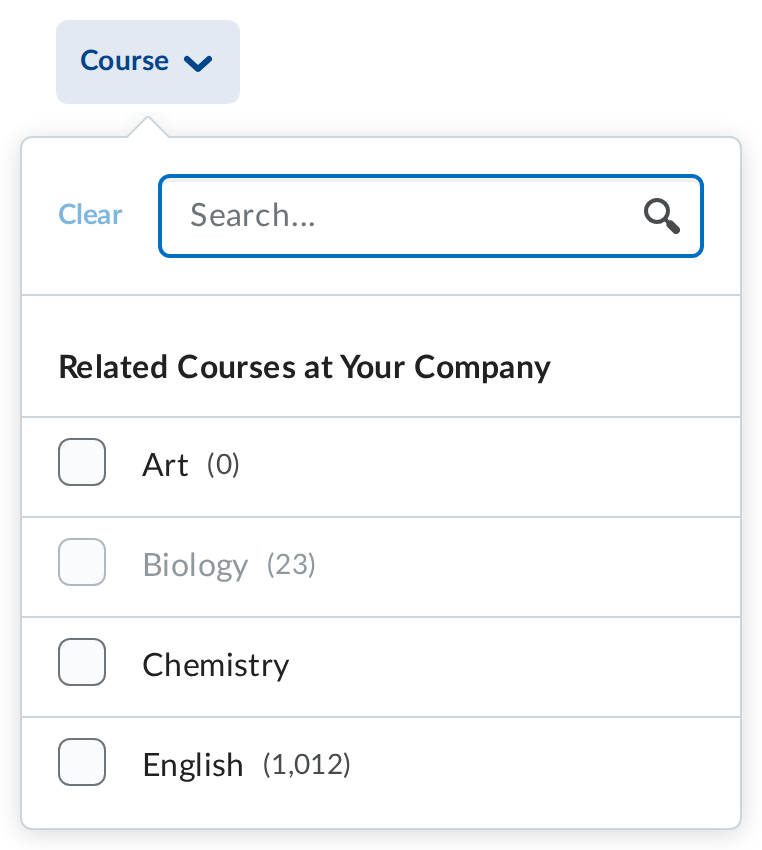 Course
Clear
Search...
Related Courses at Your Company
Art (0)
Biology (23)
Chemistry
English (1,012)